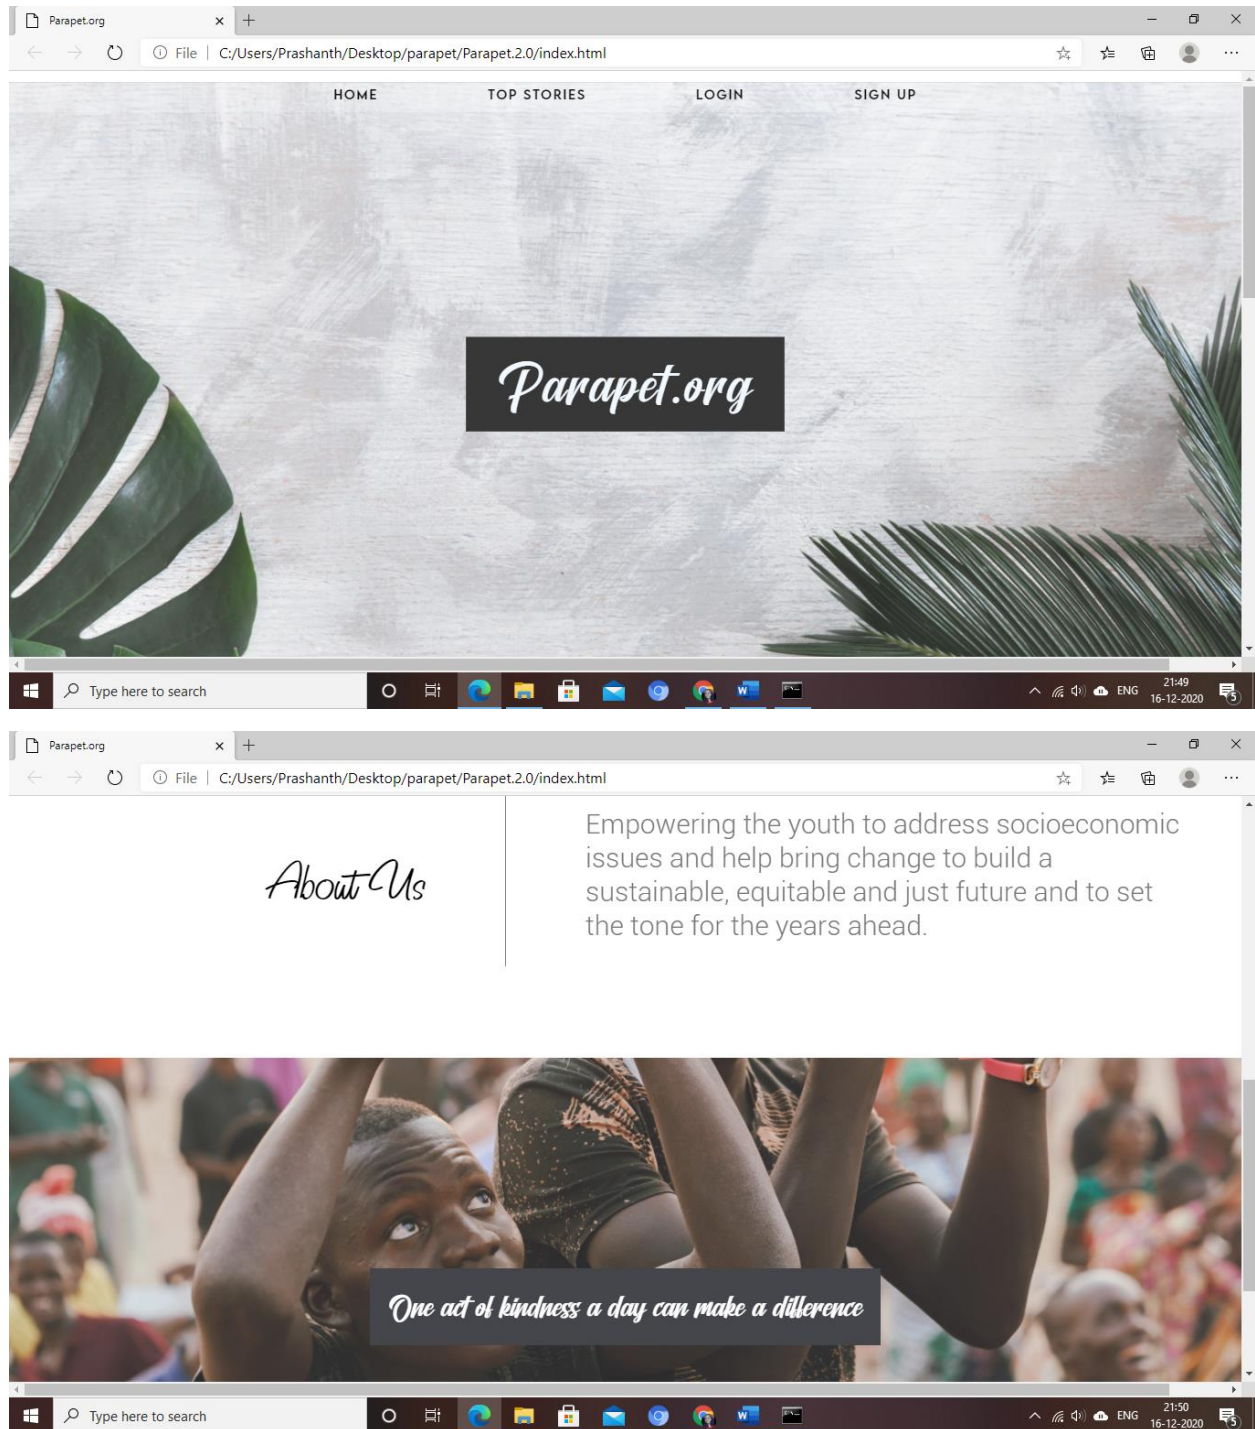 Parapet.org
File | C:/Users/Prashanth/Desktop/parapet/Parapet.2.0/index.html
HOME TOP STORIES LOGIN SIGN UP
Parapet.org
Type here to search
ENG
21:49
16-12-2020
5
Parapet.org
File | C:/Users/Prashanth/Desktop/parapet/Parapet.2.0/index.html
About Us
Empowering the youth to address socioeconomic
issues and help bring change to build a
sustainable, equitable and just future and to set
the tone for the years ahead.
One act of kindness a day can make a difference
Type here to search
ENG
21:50
16-12-2020
5